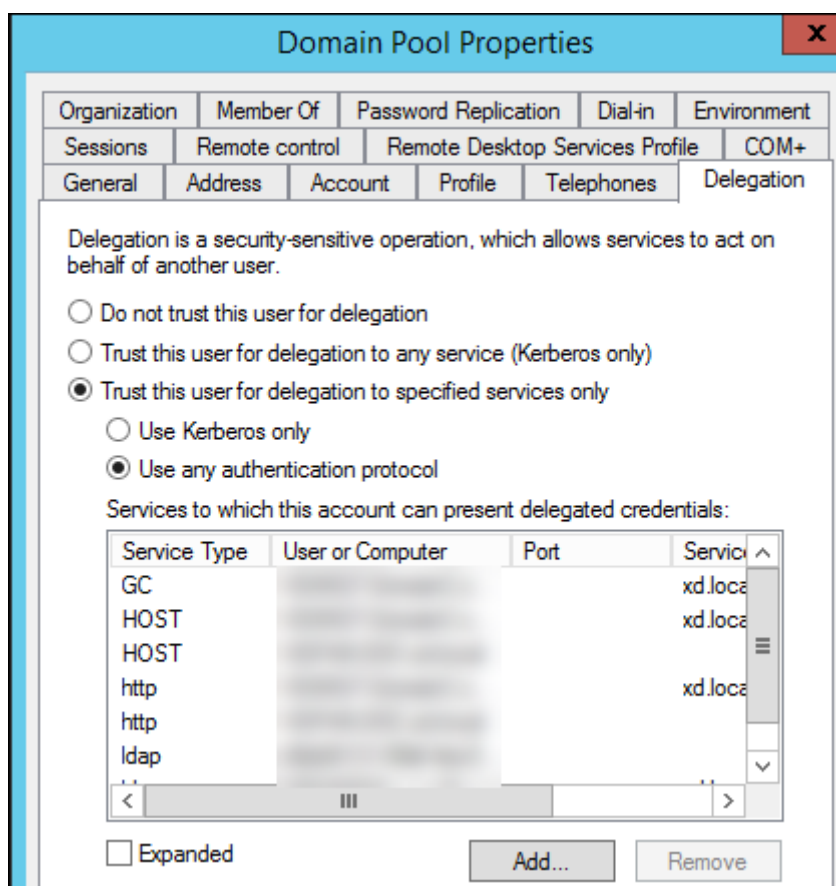 Domain Pool Properties
x
Organization Member Of Password Replication Dial-in Environment
Sessions Remote control Remote Desktop Services Profile COM+
General Address Account Profile Telephones Delegation
Delegation is a security-sensitive operation, which allows services to act on
behalf of another user.
Do not trust this user for delegation
Trust this user for delegation to any service (Kerberos only)
Trust this user for delegation to specified services only
Use Kerberos only
Use any authentication protocol
Services to which this account can present delegated credentials:
Service Type User or Computer Port Servic
GC xd.loca
HOST xd.loca
HOST
http xd.loca
http
ldap
Expanded Add... Remove